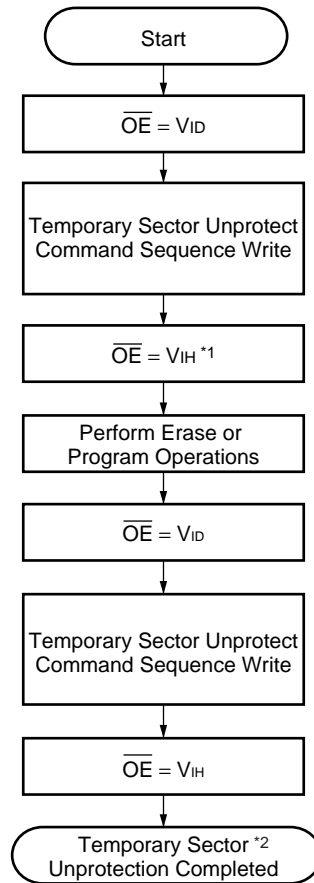 Start
OE = VID
Temporary Sector Unprotect
Command Sequence Write
OE = VIH *1
Perform Erase or
Program Operations
OE = VID
Temporary Sector Unprotect
Command Sequence Write
OE = VIH
Temporary Sector *2
Unprotection Completed